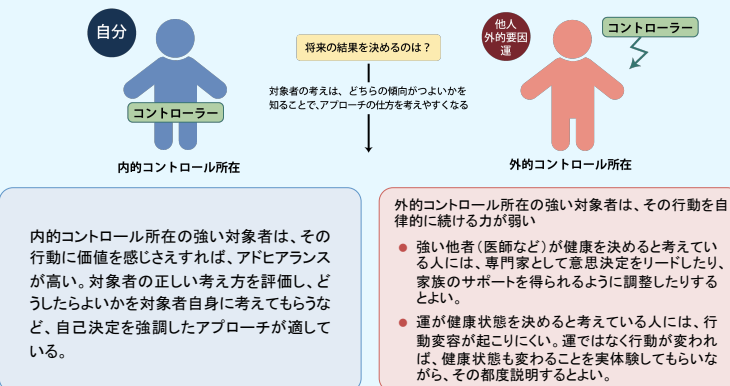 自分
コントローラー
内的コントロール所在
将来の結果を決めるのは?
対象者の考えは、どちらの傾向がつよいかを
知ることで、アプローチの仕方を考えやすくなる
他人
外的要因
運
コントローラー
外的コントロール所在
内的コントロール所在の強い対象者は、その
行動に価値を感じさえすれば、アドヒアランス
が高い。対象者の正しい考え方を評価し、ど
うしたらよいかを対象者自身に考えてもらうな
ど、自己決定を強調したアプローチが適して
いる。
外的コントロール所在の強い対象者は、その行動を自
律的に続ける力が弱い
● 強い他者(医師など)が健康を決めると考えてい
る人には、専門家として意思決定をリードしたり、
家族のサポートを得られるように調整したりする
とよい。
● 運が健康状態を決めると考えている人には、行
動変容が起こりにくい。運ではなく行動が変われ
ば、健康状態も変わることを実体験してもらいな
がら、その都度説明するとよい。